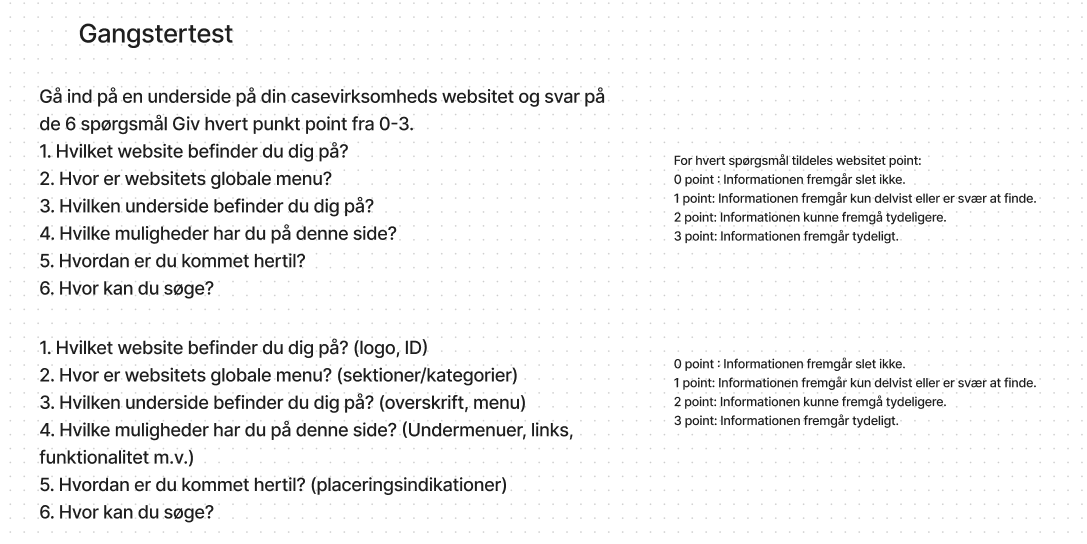 Gangstertest
Gå ind på en underside på din casevirksomheds websitet og svar på
de 6 spørgsmål Giv hvert punkt point fra 0-3.
1. Hvilket website befinder du dig på?
2. Hvor er websitets globale menu?
3. Hvilken underside befinder du dig på?
4. Hvilke muligheder har du på denne side?
5. Hvordan er du kommet hertil?
6. Hvor kan du søge?
For hvert spørgsmål tildeles websitet point:
0 point : Informationen fremgår slet ikke.
1 point: Informationen fremgår kun delvist eller er svær at finde.
2 point: Informationen kunne fremgå tydeligere.
3 point: Informationen fremgår tydeligt.
1. Hvilket website befinder du dig på? (logo, ID)
2. Hvor er websitets globale menu? (sektioner/kategorier)
3. Hvilken underside befinder du dig på? (overskrift, menu)
4. Hvilke muligheder har du på denne side? (Undermenuer, links,
funktionalitet m.v.)
5. Hvordan er du kommet hertil? (placeringsindikationer)
6. Hvor kan du søge?
0 point : Informationen fremgår slet ikke.
1 point: Informationen fremgår kun delvist eller er svær at finde.
2 point: Informationen kunne fremgå tydeligere.
3 point: Informationen fremgår tydeligt.